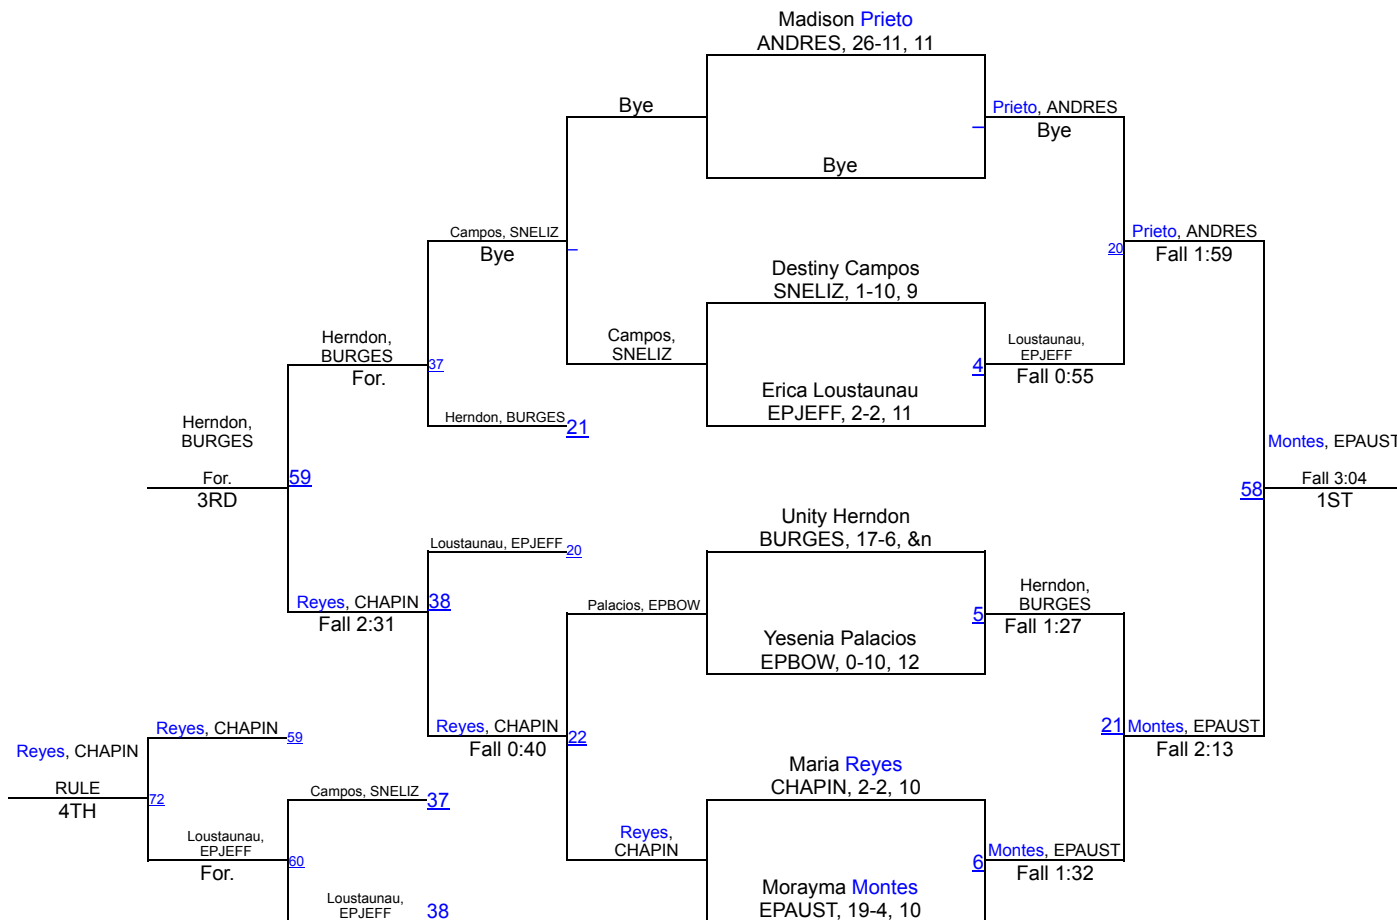 Madison Prieto
ANDRES, 26-11, 11
Bye
Prieto, ANDRES
Bye
Bye
Campos, SNELIZ
Bye
Prieto, ANDRES
20
Fall 1:59
Destiny Campos
SNELIZ, 1-10, 9
Campos,
SNELIZ
Loustaunau,
EPJEFF
4
Fall 0:55
Erica Loustaunau
EPJEFF, 2-2, 11
Herndon,
BURGES
37
For.
Herndon, BURGES
21
Herndon,
BURGES
For.
59
3RD
Montes, EPAUST
Fall 3:04
58
1ST
Unity Herndon
BURGES, 17-6, &n
Loustaunau, EPJEFF
20
Palacios, EPBOW
Herndon,
BURGES
5
Fall 1:27
Yesenia Palacios
EPBOW, 0-10, 12
Reyes, CHAPIN
38
Fall 2:31
Reyes, CHAPIN
22
Fall 0:40
21
Montes, EPAUST
Fall 2:13
Reyes, CHAPIN
59
Reyes, CHAPIN
RULE
72
4TH
Maria Reyes
CHAPIN, 2-2, 10
Campos, SNELIZ
37
Reyes,
CHAPIN
Montes, EPAUST
6
Fall 1:32
Loustaunau,
EPJEFF
60
For.
Morayma Montes
EPAUST, 19-4, 10
Loustaunau,
EPJEFF
38